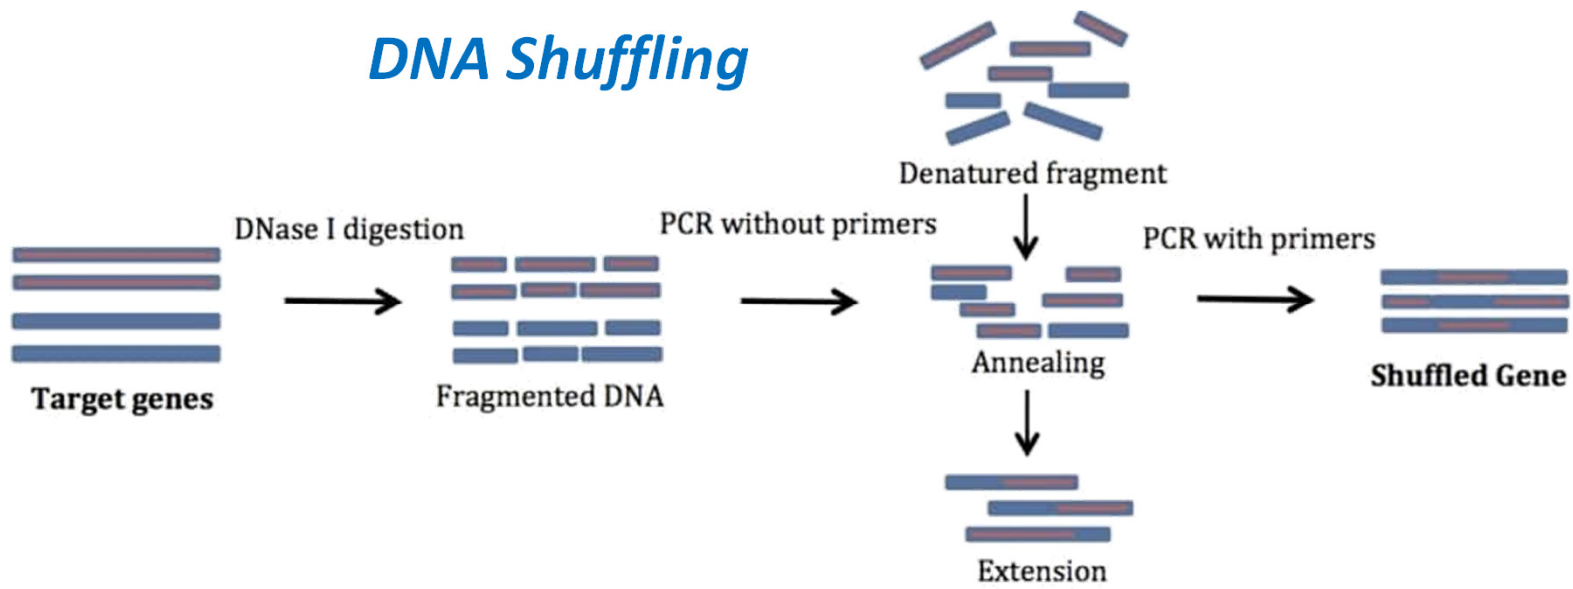 DNA Shuffling
Denatured fragment
DNase I digestion
PCR without primers
PCR with primers
Target genes
Fragmented DNA
Annealing
Shuffled Gene
Extension